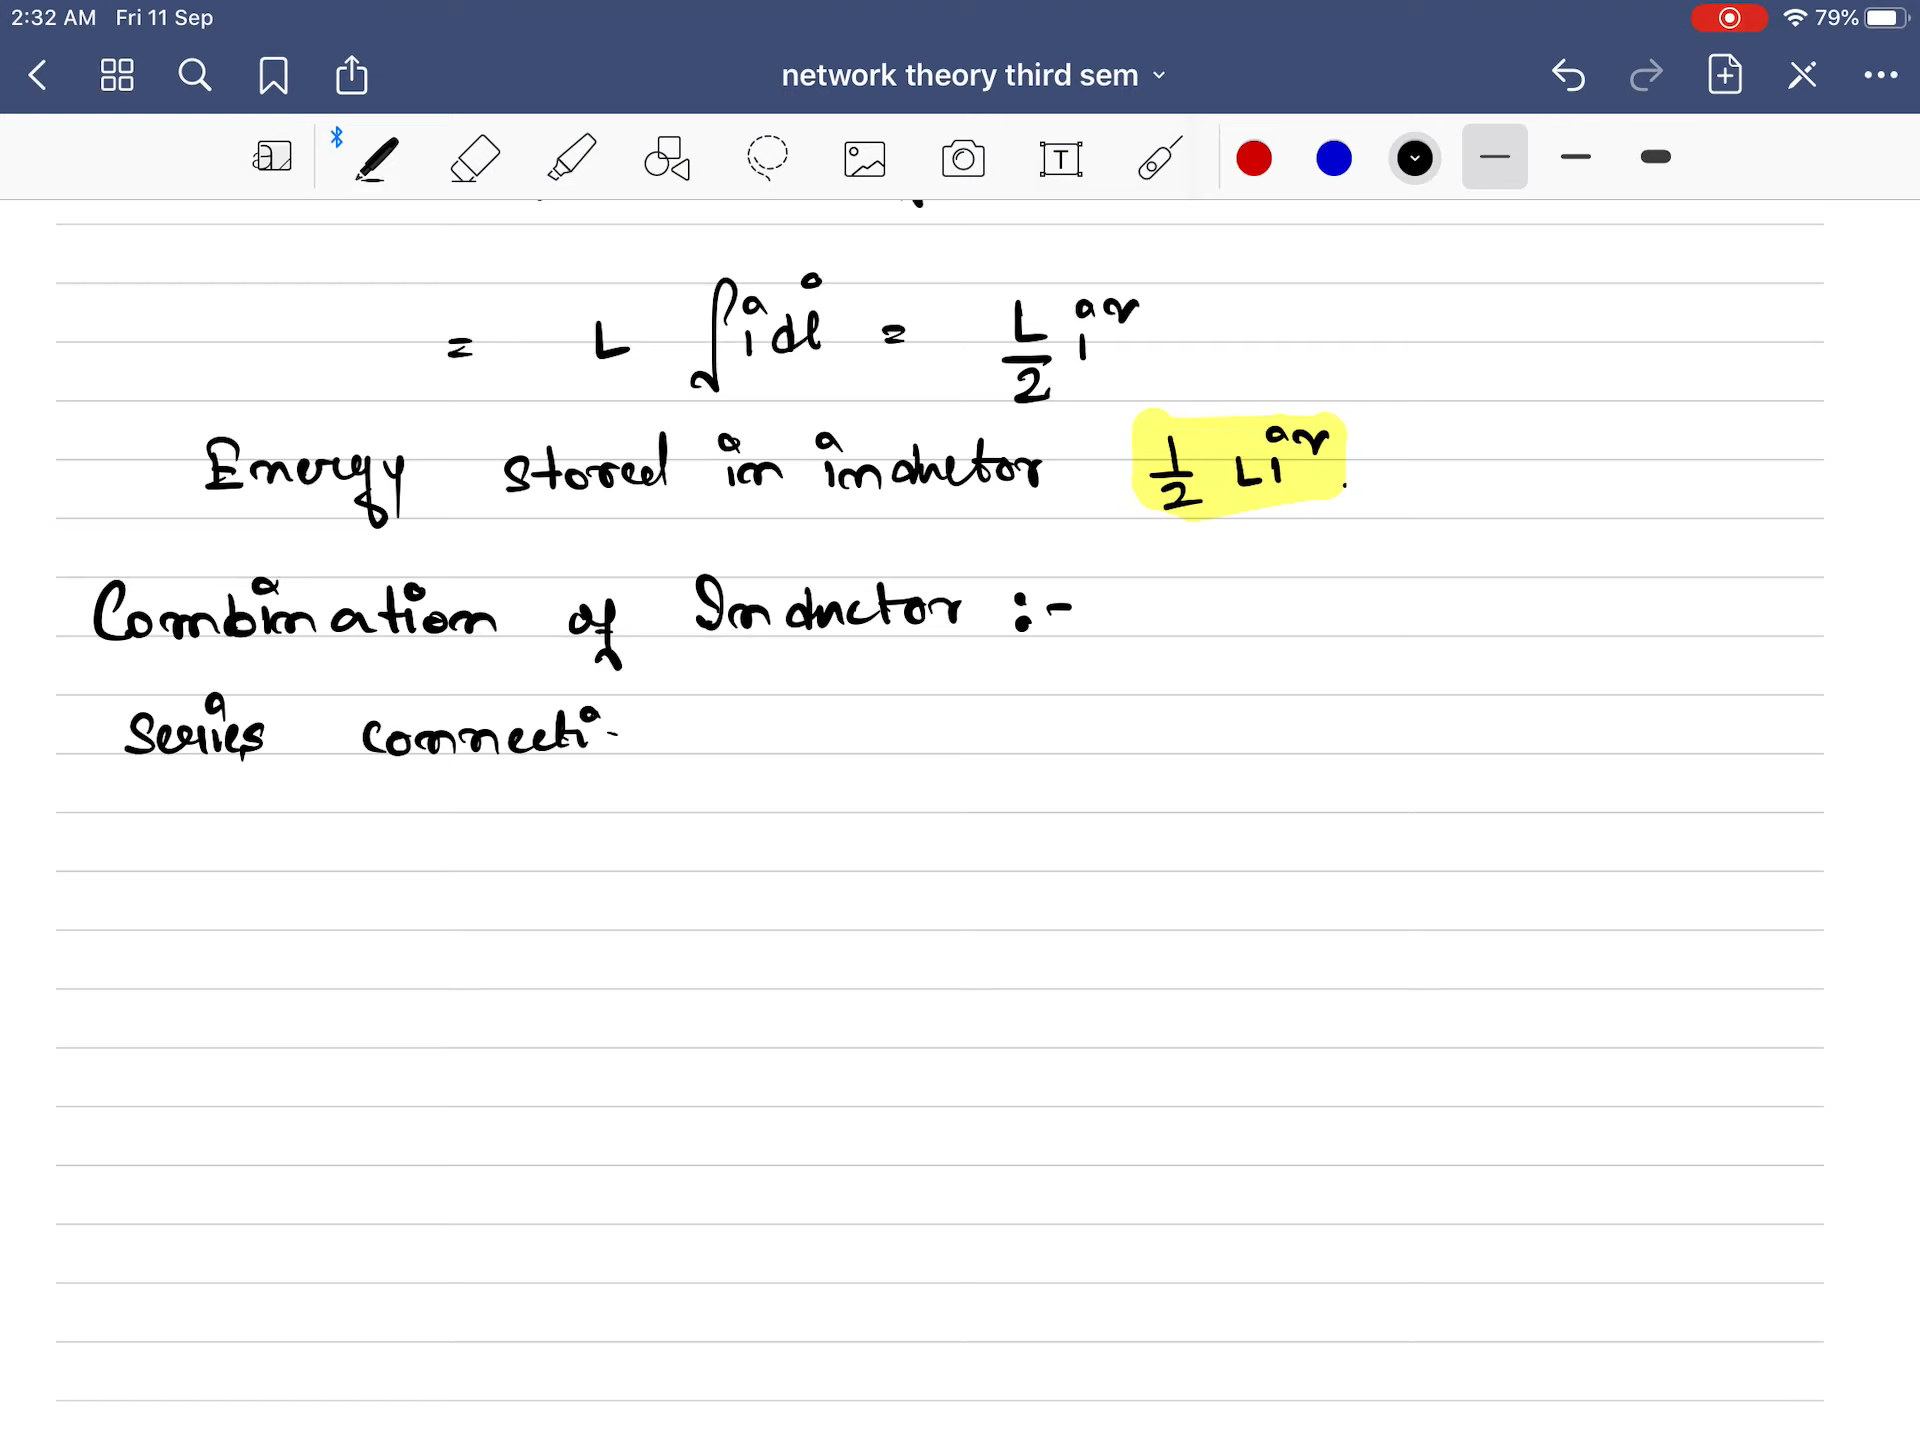 2:32 AM Fri 11 Sep 79%
network theory third sem
T
= L ∫ i di = L/2 i²
Energy stored in inductor 1/2 Li².
Combination of Inductor :-
Series connecti